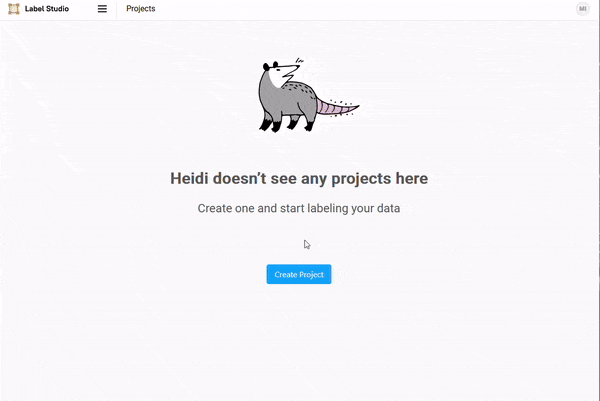 Label Studio
Projects
MI
Heidi doesn't see any projects here
Create one and start labeling your data
Create Project